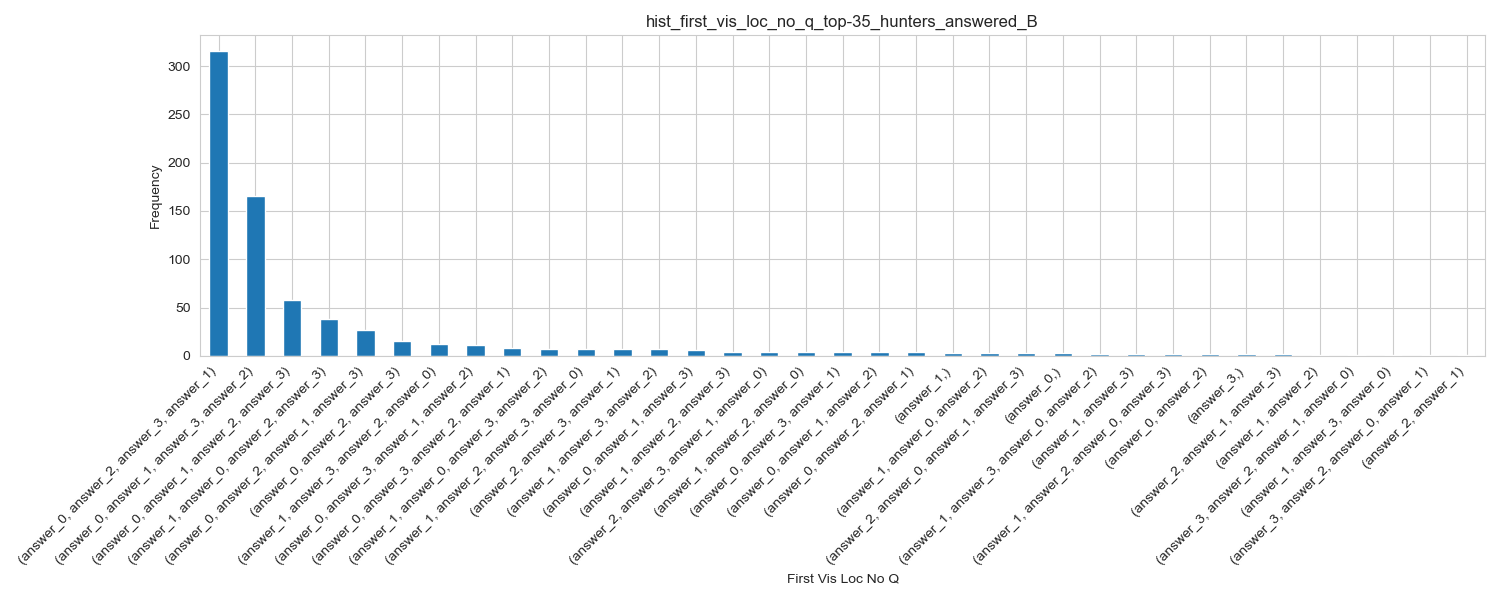 hist_first_vis_loc_no_q_top-35_hunters_answered_B
Frequency
300
250
200
150
100
50
0
(answer_0, answer_2, answer_3, answer_1)
(answer_0, answer_1, answer_3, answer_2)
(answer_0, answer_1, answer_2, answer_3)
(answer_1, answer_0, answer_2, answer_3)
(answer_0, answer_2, answer_1, answer_3)
(answer_0, answer_2, answer_3)
(answer_1, answer_3, answer_2, answer_0)
(answer_0, answer_3, answer_1, answer_2)
(answer_0, answer_3, answer_2, answer_1)
(answer_1, answer_0, answer_3, answer_2)
(answer_1, answer_2, answer_3, answer_0)
(answer_2, answer_3, answer_1)
(answer_1, answer_3, answer_2)
(answer_0, answer_1, answer_3)
(answer_1, answer_2, answer_3)
(answer_2, answer_3, answer_1, answer_0)
(answer_1, answer_2, answer_0)
(answer_0, answer_3, answer_1)
(answer_0, answer_1, answer_2)
(answer_0, answer_2, answer_1)
(answer_1,)
(answer_1, answer_0, answer_2)
(answer_2, answer_0, answer_1, answer_3)
(answer_0,)
(answer_1, answer_3, answer_0, answer_2)
(answer_1, answer_3)
(answer_1, answer_2, answer_0, answer_3)
(answer_0, answer_2)
(answer_3,)
(answer_2, answer_1, answer_3)
(answer_1, answer_2)
(answer_3, answer_2, answer_1, answer_0)
(answer_1, answer_3, answer_0)
(answer_3, answer_2, answer_0, answer_1)
(answer_2, answer_1)
First Vis Loc No Q